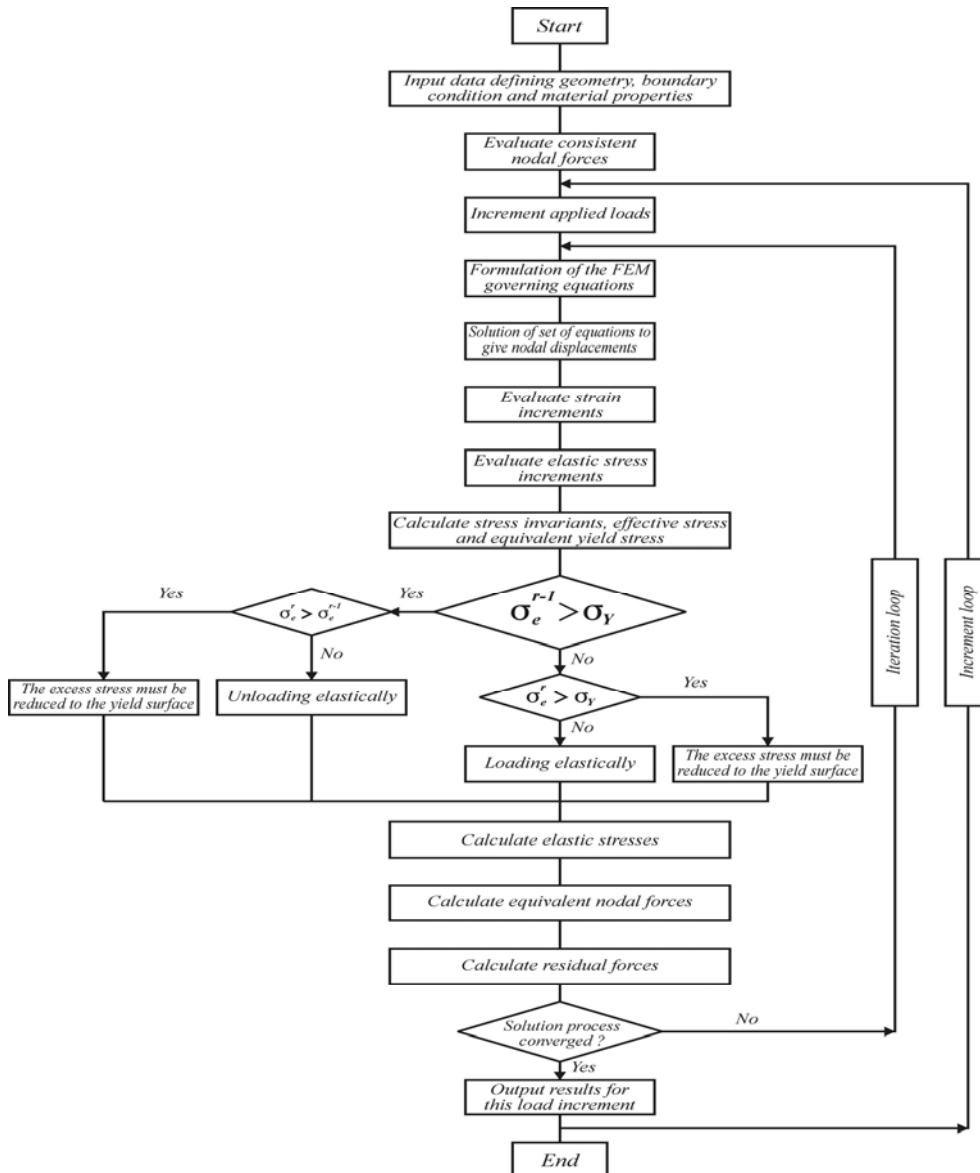 Start
Input data defining geometry, boundary
condition and material properties
Evaluate consistent
nodal forces
Increment applied loads
Formulation of the FEM
governing equations
Solution of set of equations to
give nodal displacements
Evaluate strain
increments
Evaluate elastic stress
increments
Calculate stress invariants, effective stress
and equivalent yield stress
Yes
σ_e^r > σ_e^{r-1}
Yes
σ_e^{r-1} > σ_Y
No
No
The excess stress must be
reduced to the yield surface
Unloading elastically
σ_e^r > σ_Y
Yes
No
Loading elastically
The excess stress must be
reduced to the yield surface
Iteration loop
Increment loop
Calculate elastic stresses
Calculate equivalent nodal forces
Calculate residual forces
Solution process
converged ?
No
Yes
Output results for
this load increment
End